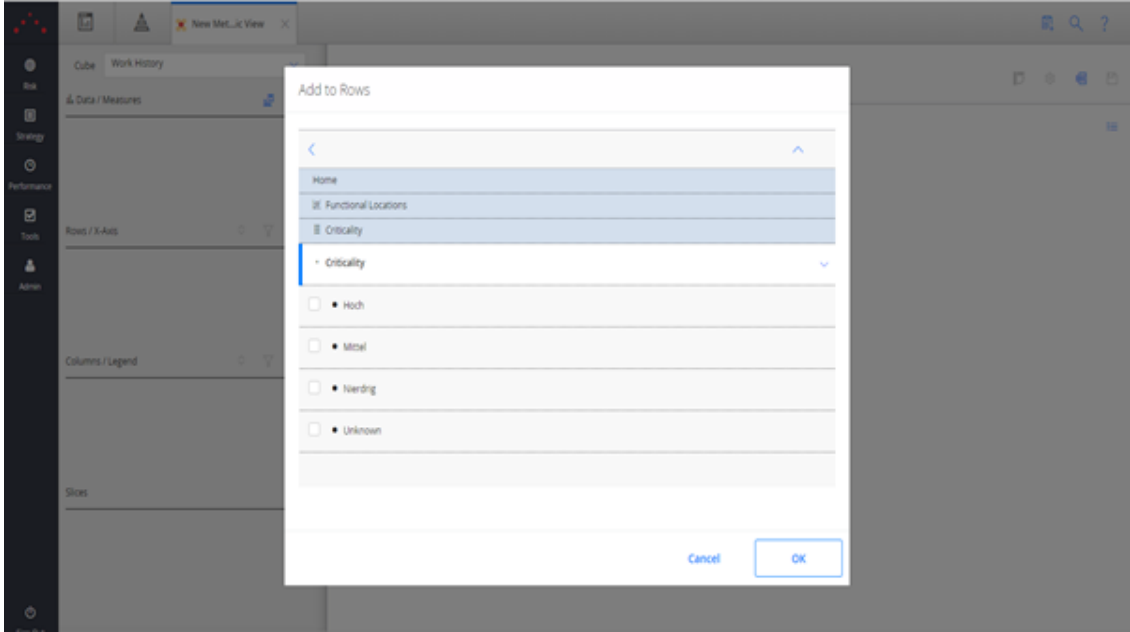 New Met...ic View
Cube Work History
Data / Measures
Risk
Strategy
Performance
Tools
Admin
Rows / X-Axis
Columns / Legend
Slices
Add to Rows
Home
Functional Locations
Criticality
Criticality
Hoch
Mittel
Nierdrig
Unknown
Cancel OK